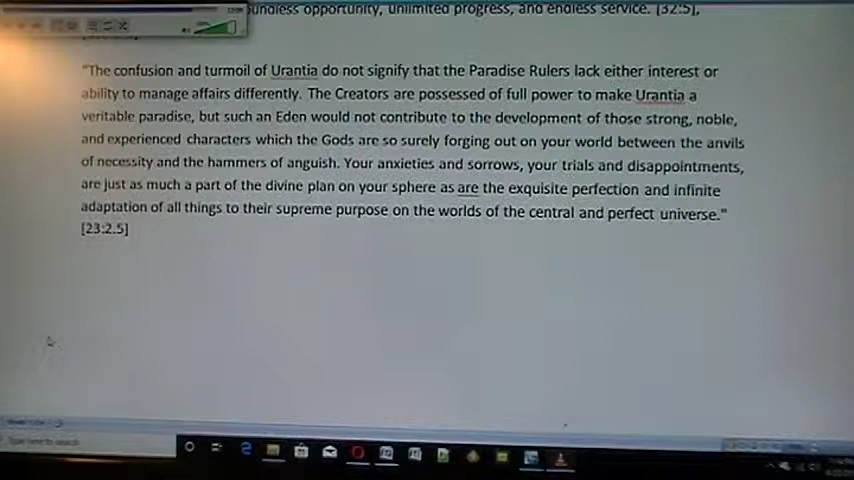 boundless opportunity, unlimited progress, and endless service. [32:5],
"The confusion and turmoil of Urantia do not signify that the Paradise Rulers lack either interest or
ability to manage affairs differently. The Creators are possessed of full power to make Urantia a
veritable paradise, but such an Eden would not contribute to the development of those strong, noble,
and experienced characters which the Gods are so surely forging out on your world between the anvils
of necessity and the hammers of anguish. Your anxieties and sorrows, your trials and disappointments,
are just as much a part of the divine plan on your sphere as are the exquisite perfection and infinite
adaptation of all things to their supreme purpose on the worlds of the central and perfect universe."
[23:2.5]
Type here to search